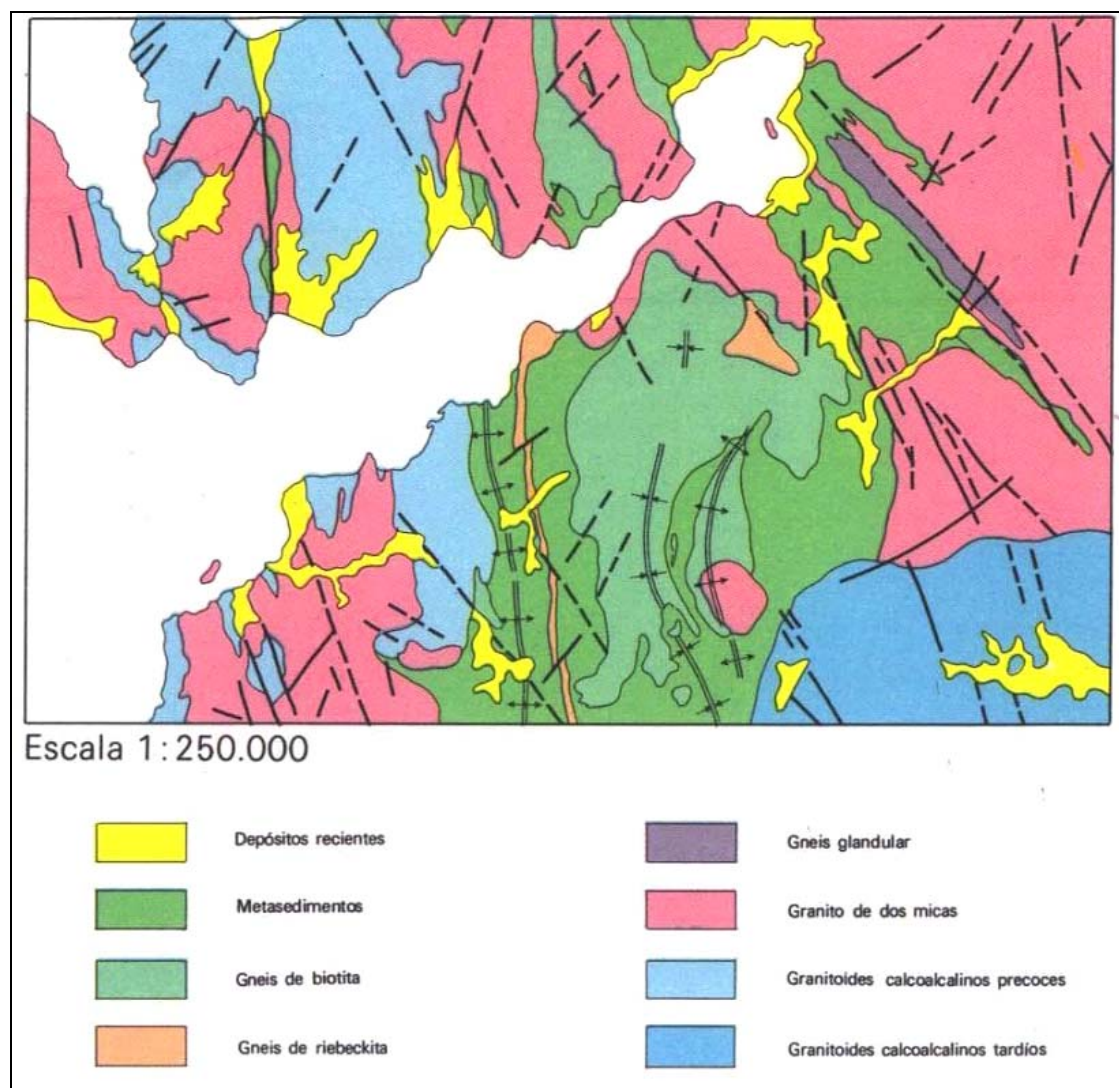 Escala 1:250.000
Depósitos recientes
Metasedimentos
Gneis de biotita
Gneis de riebeckita
Gneis glandular
Granito de dos micas
Granitoides calcoalcalinos precoces
Granitoides calcoalcalinos tardíos